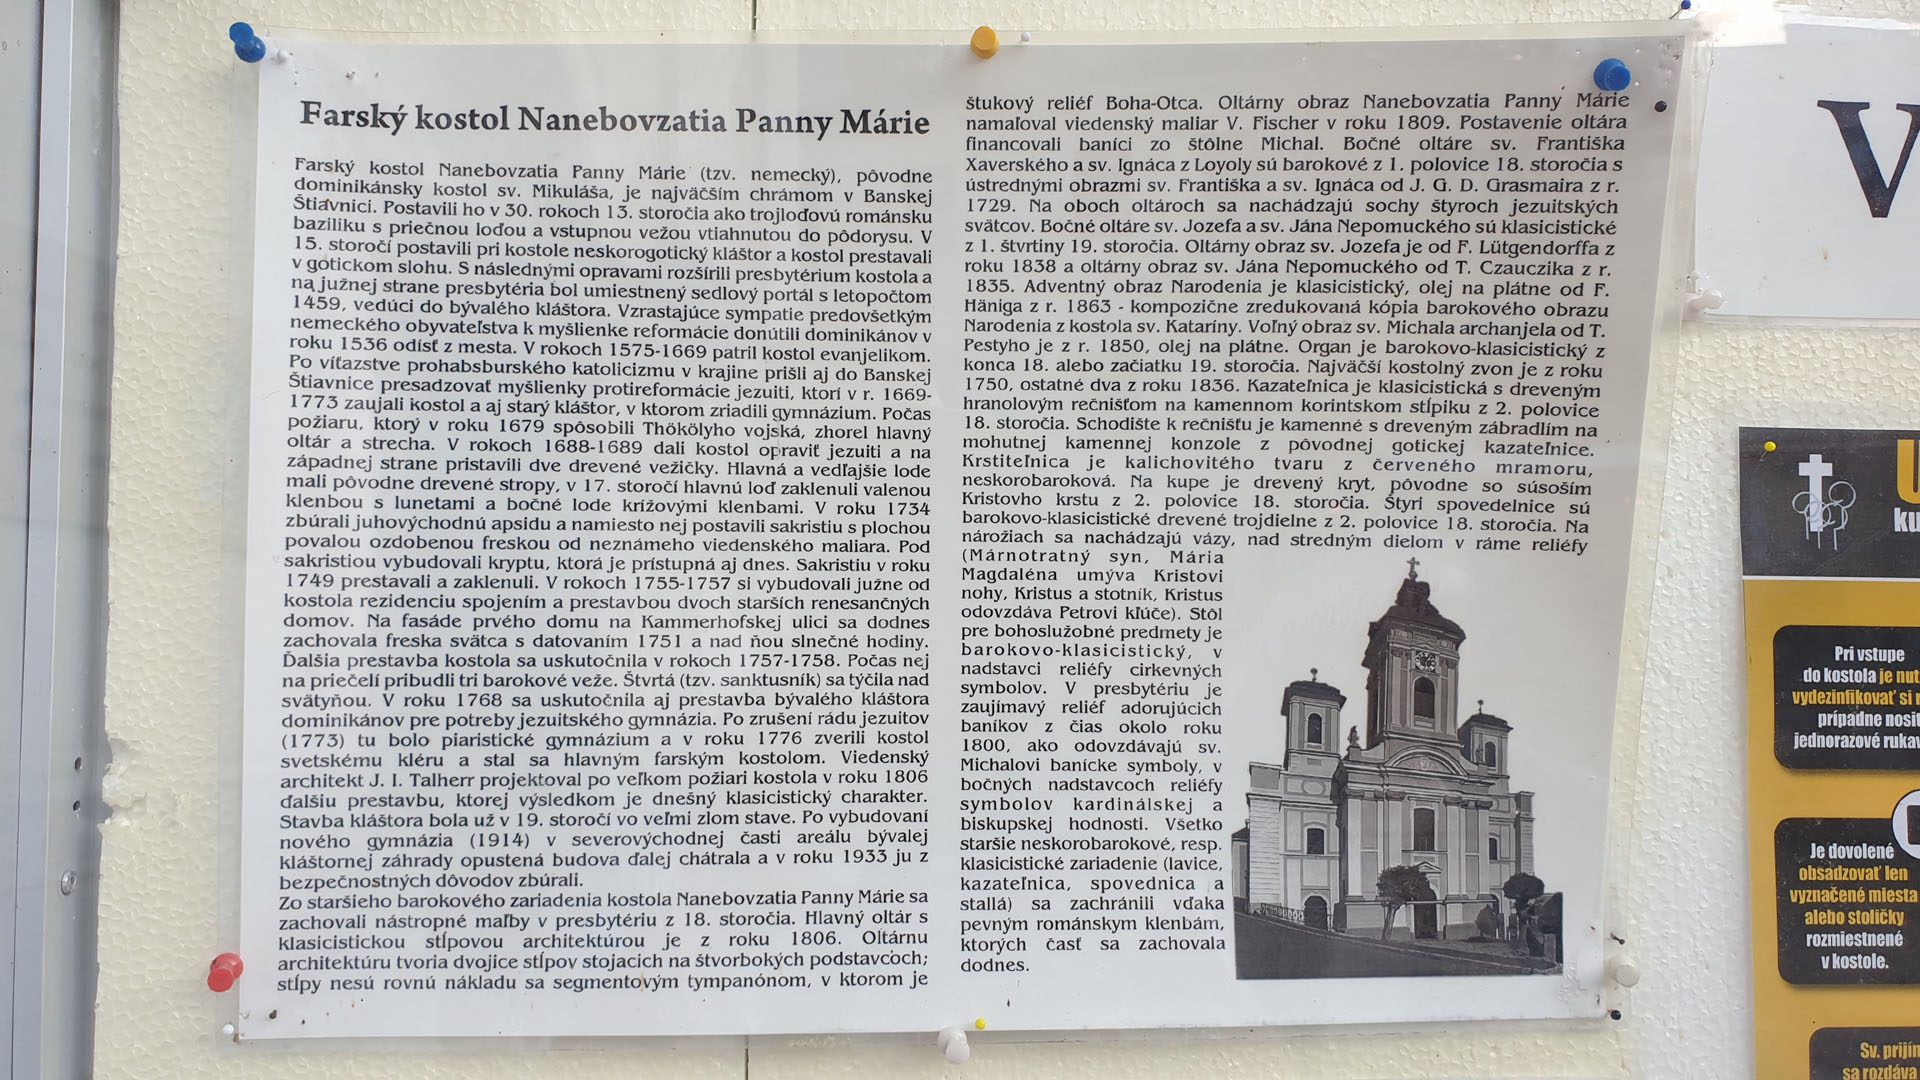 Farský kostol Nanebovzatia Panny Márie
Farský kostol Nanebovzatia Panny Márie (tzv. nemecký), pôvodne
dominikánsky kostol sv. Mikuláša, je najväčším chrámom v Banskej
Štiavnici. Postavili ho v 30. rokoch 13. storočia ako trojloďovú románsku
baziliku s priečnou loďou a vstupnou vežou vtiahnutou do pôdorysu. V
15. storočí postavili pri kostole neskorogotický kláštor a kostol prestavali
v gotickom slohu. S následnými opravami rozšírili presbytérium kostola a
na južnej strane presbytéria bol umiestnený sedlový portál s letopočtom
1459, vedúci do bývalého kláštora. Vzrastajúce sympatie predovšetkým
nemeckého obyvateľstva k myšlienke reformácie donútili dominikánov v
roku 1536 odísť z mesta. V rokoch 1575-1669 patril kostol evanjelikom.
Po víťazstve prohabsburského katolicizmu v krajine prišli aj do Banskej
Štiavnice presadzovať myšlienky protireformácie jezuiti, ktorí v r. 1669-
1773 zaujali kostol a aj starý kláštor, v ktorom zriadili gymnázium. Počas
požiaru, ktorý v roku 1679 spôsobili Thökölyho vojská, zhorel hlavný
oltár a strecha. V rokoch 1688-1689 dali kostol opraviť jezuiti a na
západnej strane pristavili dve drevené vežičky. Hlavná a vedľajšie lode
mali pôvodne drevené stropy, v 17. storočí hlavnú loď zaklenuli valenou
klenbou s lunetami a bočné lode krížovými klenbami. V roku 1734
zbúrali juhovýchodnú apsidu a namiesto nej postavili sakristiu s plochou
povalou ozdobenou freskou od neznámeho viedenského maliara. Pod
sakristiou vybudovali kryptu, ktorá je prístupná aj dnes. Sakristiu v roku
1749 prestavali a zaklenuli. V rokoch 1755-1757 si vybudovali južne od
kostola rezidenciu spojením a prestavbou dvoch starších renesančných
domov. Na fasáde prvého domu na Kammerhofskej ulici sa dodnes
zachovala freska svätca s datovaním 1751 a nad ňou slnečné hodiny.
Ďalšia prestavba kostola sa uskutočnila v rokoch 1757-1758. Počas nej
na priečelí pribudli tri barokové veže. Štvrtá (tzv. sanktusník) sa týčila nad
svätyňou. V roku 1768 sa uskutočnila aj prestavba bývalého kláštora
dominikánov pre potreby jezuitského gymnázia. Po zrušení rádu jezuitov
(1773) tu bolo piaristické gymnázium a v roku 1776 zverili kostol
svetskému kléru a stal sa hlavným farským kostolom. Viedenský
architekt J. I. Talherr projektoval po veľkom požiari kostola v roku 1806
ďalšiu prestavbu, ktorej výsledkom je dnešný klasicistický charakter.
Stavba kláštora bola už v 19. storočí vo veľmi zlom stave. Po vybudovaní
nového gymnázia (1914) v severovýchodnej časti areálu bývalej
kláštornej záhrady opustená budova ďalej chátrala a v roku 1933 ju z
bezpečnostných dôvodov zbúrali.
Zo staršieho barokového zariadenia kostola Nanebovzatia Panny Márie sa
zachovali nástropné maľby v presbytériu z 18. storočia. Hlavný oltár s
klasicistickou stĺpovou architektúrou je z roku 1806. Oltárnu
architektúru tvoria dvojice stĺpov stojacich na štvorbokých podstavcoch;
stĺpy nesú rovnú nákladu sa segmentovým tympanónom, v ktorom je
štukový reliéf Boha-Otca. Oltárny obraz Nanebovzatia Panny Márie
namaľoval viedenský maliar V. Fischer v roku 1809. Postavenie oltára
financovali baníci zo štôlne Michal. Bočné oltáre sv. Františka
Xaverského a sv. Ignáca z Loyoly sú barokové z 1. polovice 18. storočia s
ústrednými obrazmi sv. Františka a sv. Ignáca od J. G. D. Grasmaira z r.
1729. Na oboch oltároch sa nachádzajú sochy štyroch jezuitských
svätcov. Bočné oltáre sv. Jozefa a sv. Jána Nepomuckého sú klasicistické
z 1. štvrtiny 19. storočia. Oltárny obraz sv. Jozefa je od F. Lütgendorffa z
roku 1838 a oltárny obraz sv. Jána Nepomuckého od T. Czauczika z r.
1835. Adventný obraz Narodenia je klasicistický, olej na plátne od F.
Häniga z r. 1863 - kompozične zredukovaná kópia barokového obrazu
Narodenia z kostola sv. Kataríny. Voľný obraz sv. Michala archanjela od T.
Pestyho je z r. 1850, olej na plátne. Organ je barokovo-klasicistický z
konca 18. alebo začiatku 19. storočia. Najväčší kostolný zvon je z roku
1750, ostatné dva z roku 1836. Kazateľnica je klasicistická s dreveným
hranolovým rečnišťom na kamennom korintskom stĺpiku z 2. polovice
18. storočia. Schodište k rečnišťu je kamenné s dreveným zábradlím na
mohutnej kamennej konzole z pôvodnej gotickej kazateľnice.
Krstiteľnica je kalichovitého tvaru z červeného mramoru,
neskorobaroková. Na kupe je drevený kryt, pôvodne so súsoším
Kristovho krstu z 2. polovice 18. storočia. Štyri spovedelnice sú
barokovo-klasicistické drevené trojdielne z 2. polovice 18. storočia. Na
nárožiach sa nachádzajú vázy, nad stredným dielom v ráme reliéfy
(Márnotratný syn, Mária
Magdaléna umýva Kristovi
nohy, Kristus a stotník, Kristus
odovzdáva Petrovi kľúče). Stôl
pre bohoslužobné predmety je
barokovo-klasicistický, v
nadstavci reliéfy cirkevných
symbolov. V presbytériu je
zaujímavý reliéf adorujúcich
baníkov z čias okolo roku
1800, ako odovzdávajú sv.
Michalovi banícke symboly, v
bočných nadstavcoch reliéfy
symbolov kardinálskej a
biskupskej hodnosti. Všetko
staršie neskorobarokové, resp.
klasicistické zariadenie (lavice,
kazateľnica, spovednica a
stallá) sa zachránili vďaka
pevným románskym klenbám,
ktorých časť sa zachovala
dodnes.
V
ku
Pri vstupe
do kostola je nut
vydezinfikovať si r
prípadne nosi
jednorazové rukav
Je dovolené
obsadzovať len
vyznačené miesta
alebo stoličky
rozmiestnené
v kostole.
Sv. prijím
sa rozdáva